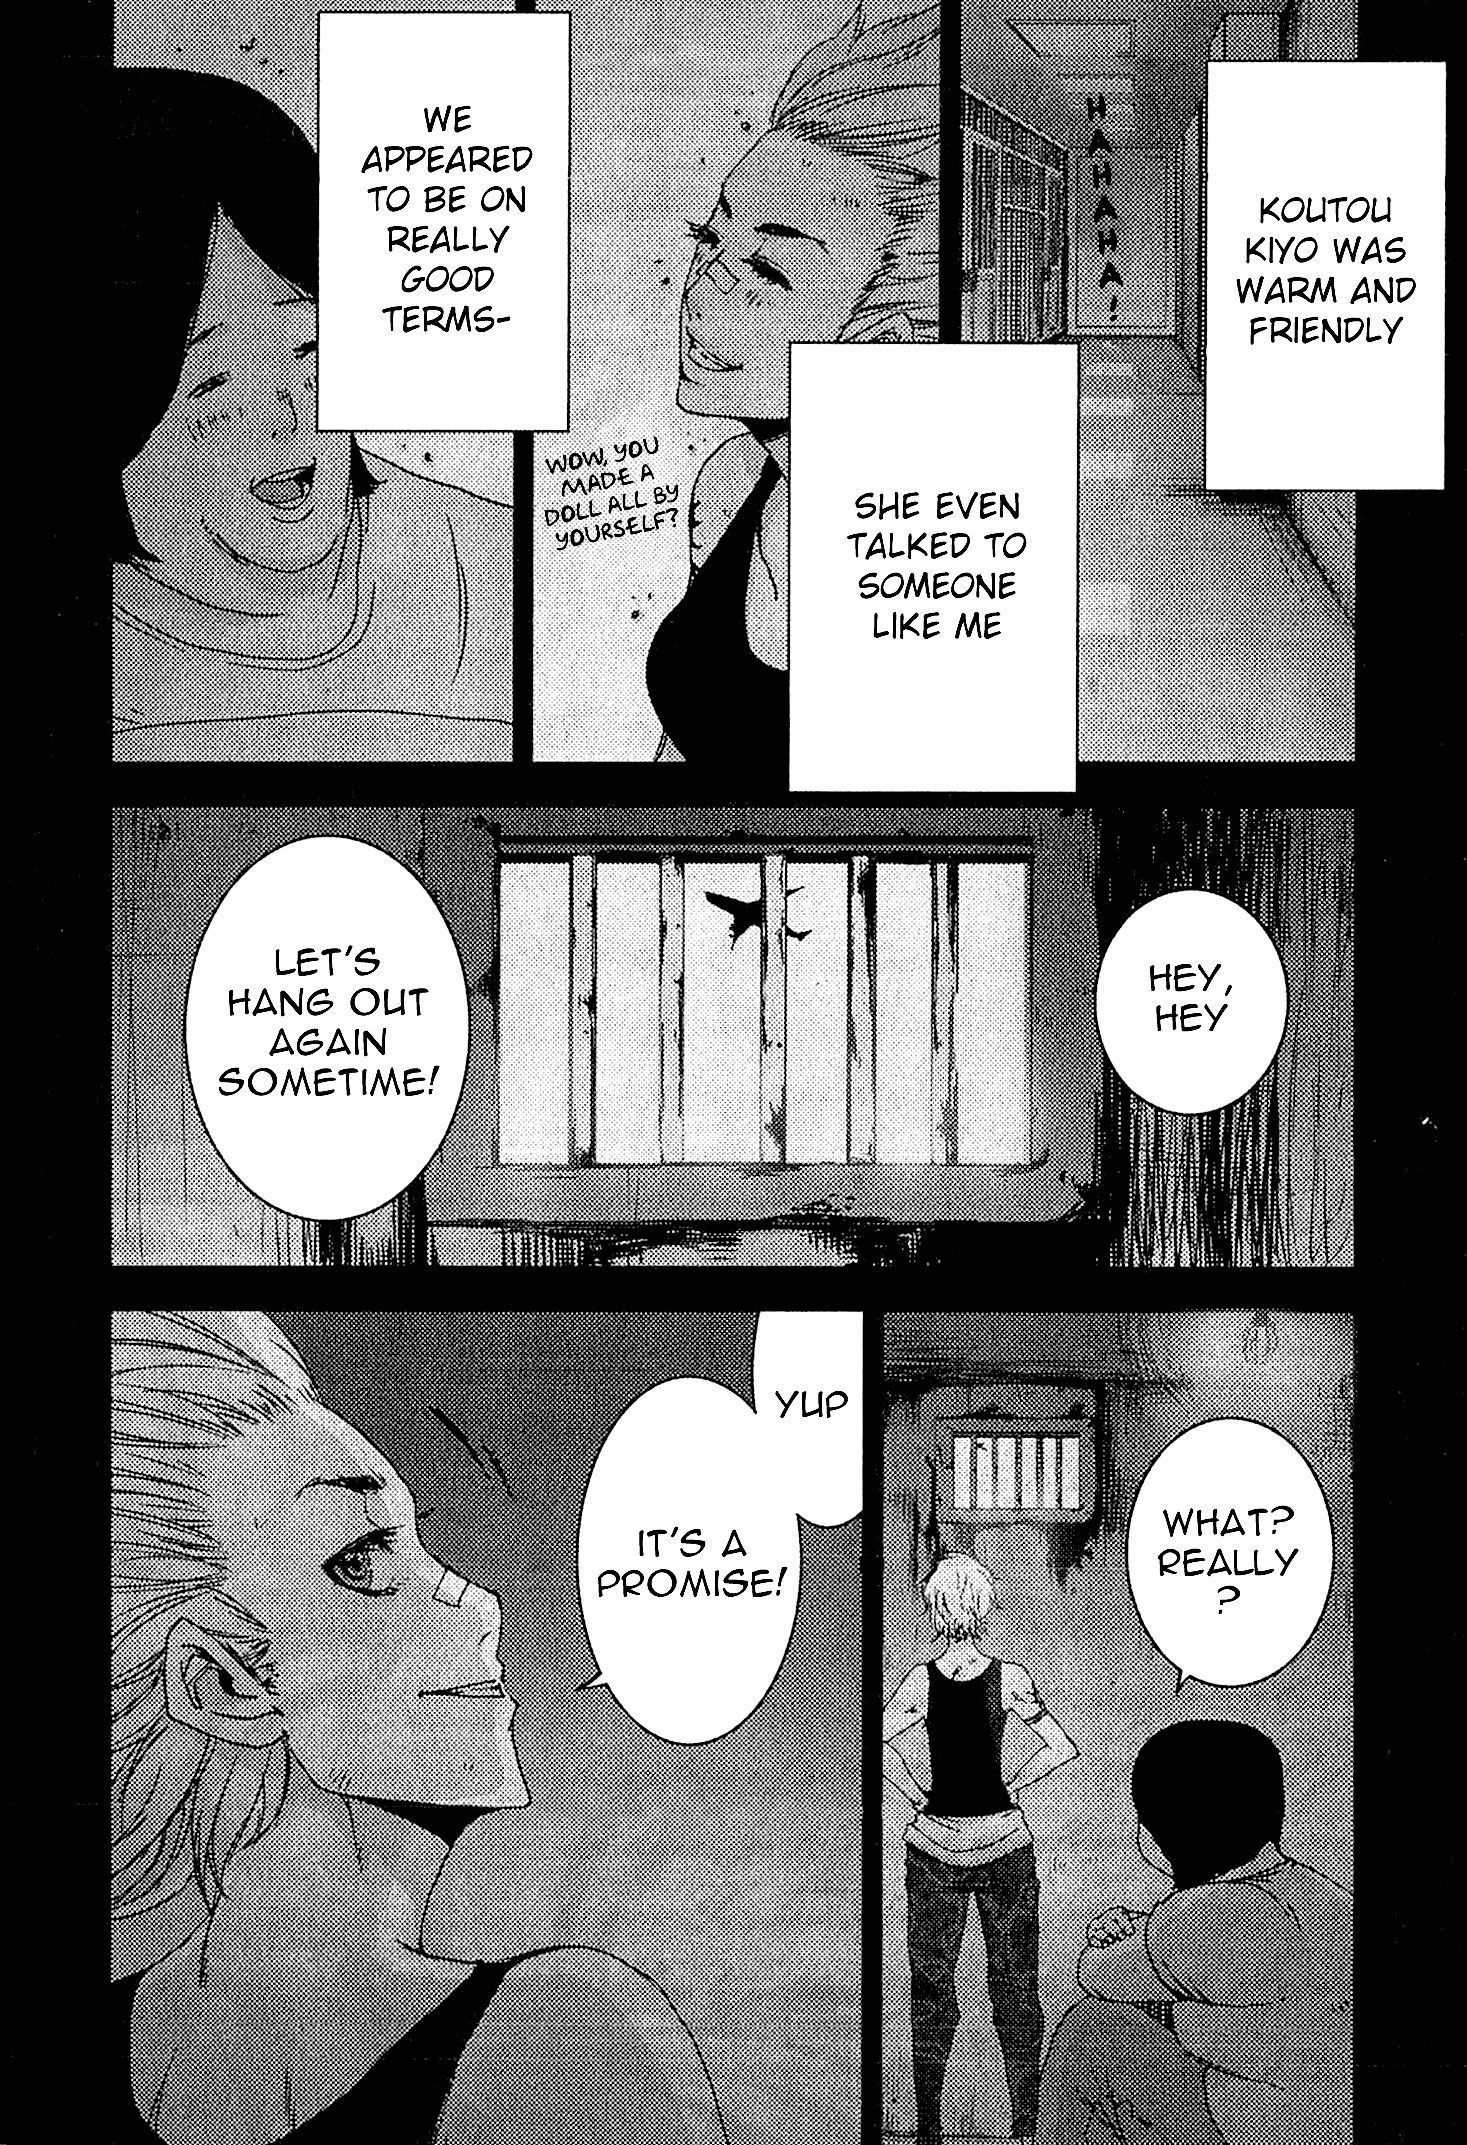 KOUTOU
KIYO WAS
WARM AND
FRIENDLY
HAHAHAHA!
SHE EVEN
TALKED TO
SOMEONE
LIKE ME
WOW, YOU
MADE A
DOLL ALL BY
YOURSELF?
WE
APPEARED
TO BE ON
REALLY
GOOD
TERMS-
HEY,
HEY
LET'S
HANG OUT
AGAIN
SOMETIME!
WHAT?
REALLY
?
YUP
IT'S A
PROMISE!